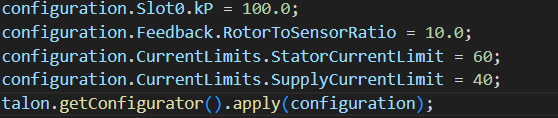 configuration.Slot0.kP = 100.0;
configuration.Feedback.RotorToSensorRatio = 10.0;
configuration.CurrentLimits.StatorCurrentLimit = 60;
configuration.CurrentLimits.SupplyCurrentLimit = 40;
talon.getConfigurator().apply(configuration);